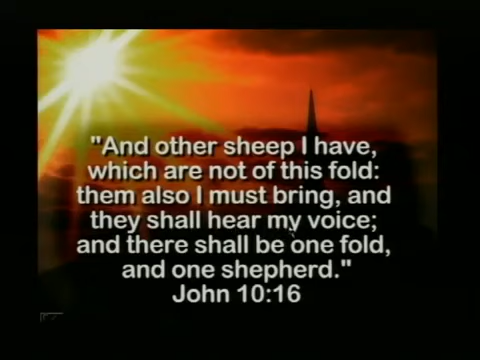 "And other sheep I have,
which are not of this fold:
them also I must bring, and
they shall hear my voice;
and there shall be one fold,
and one shepherd."
John 10:16